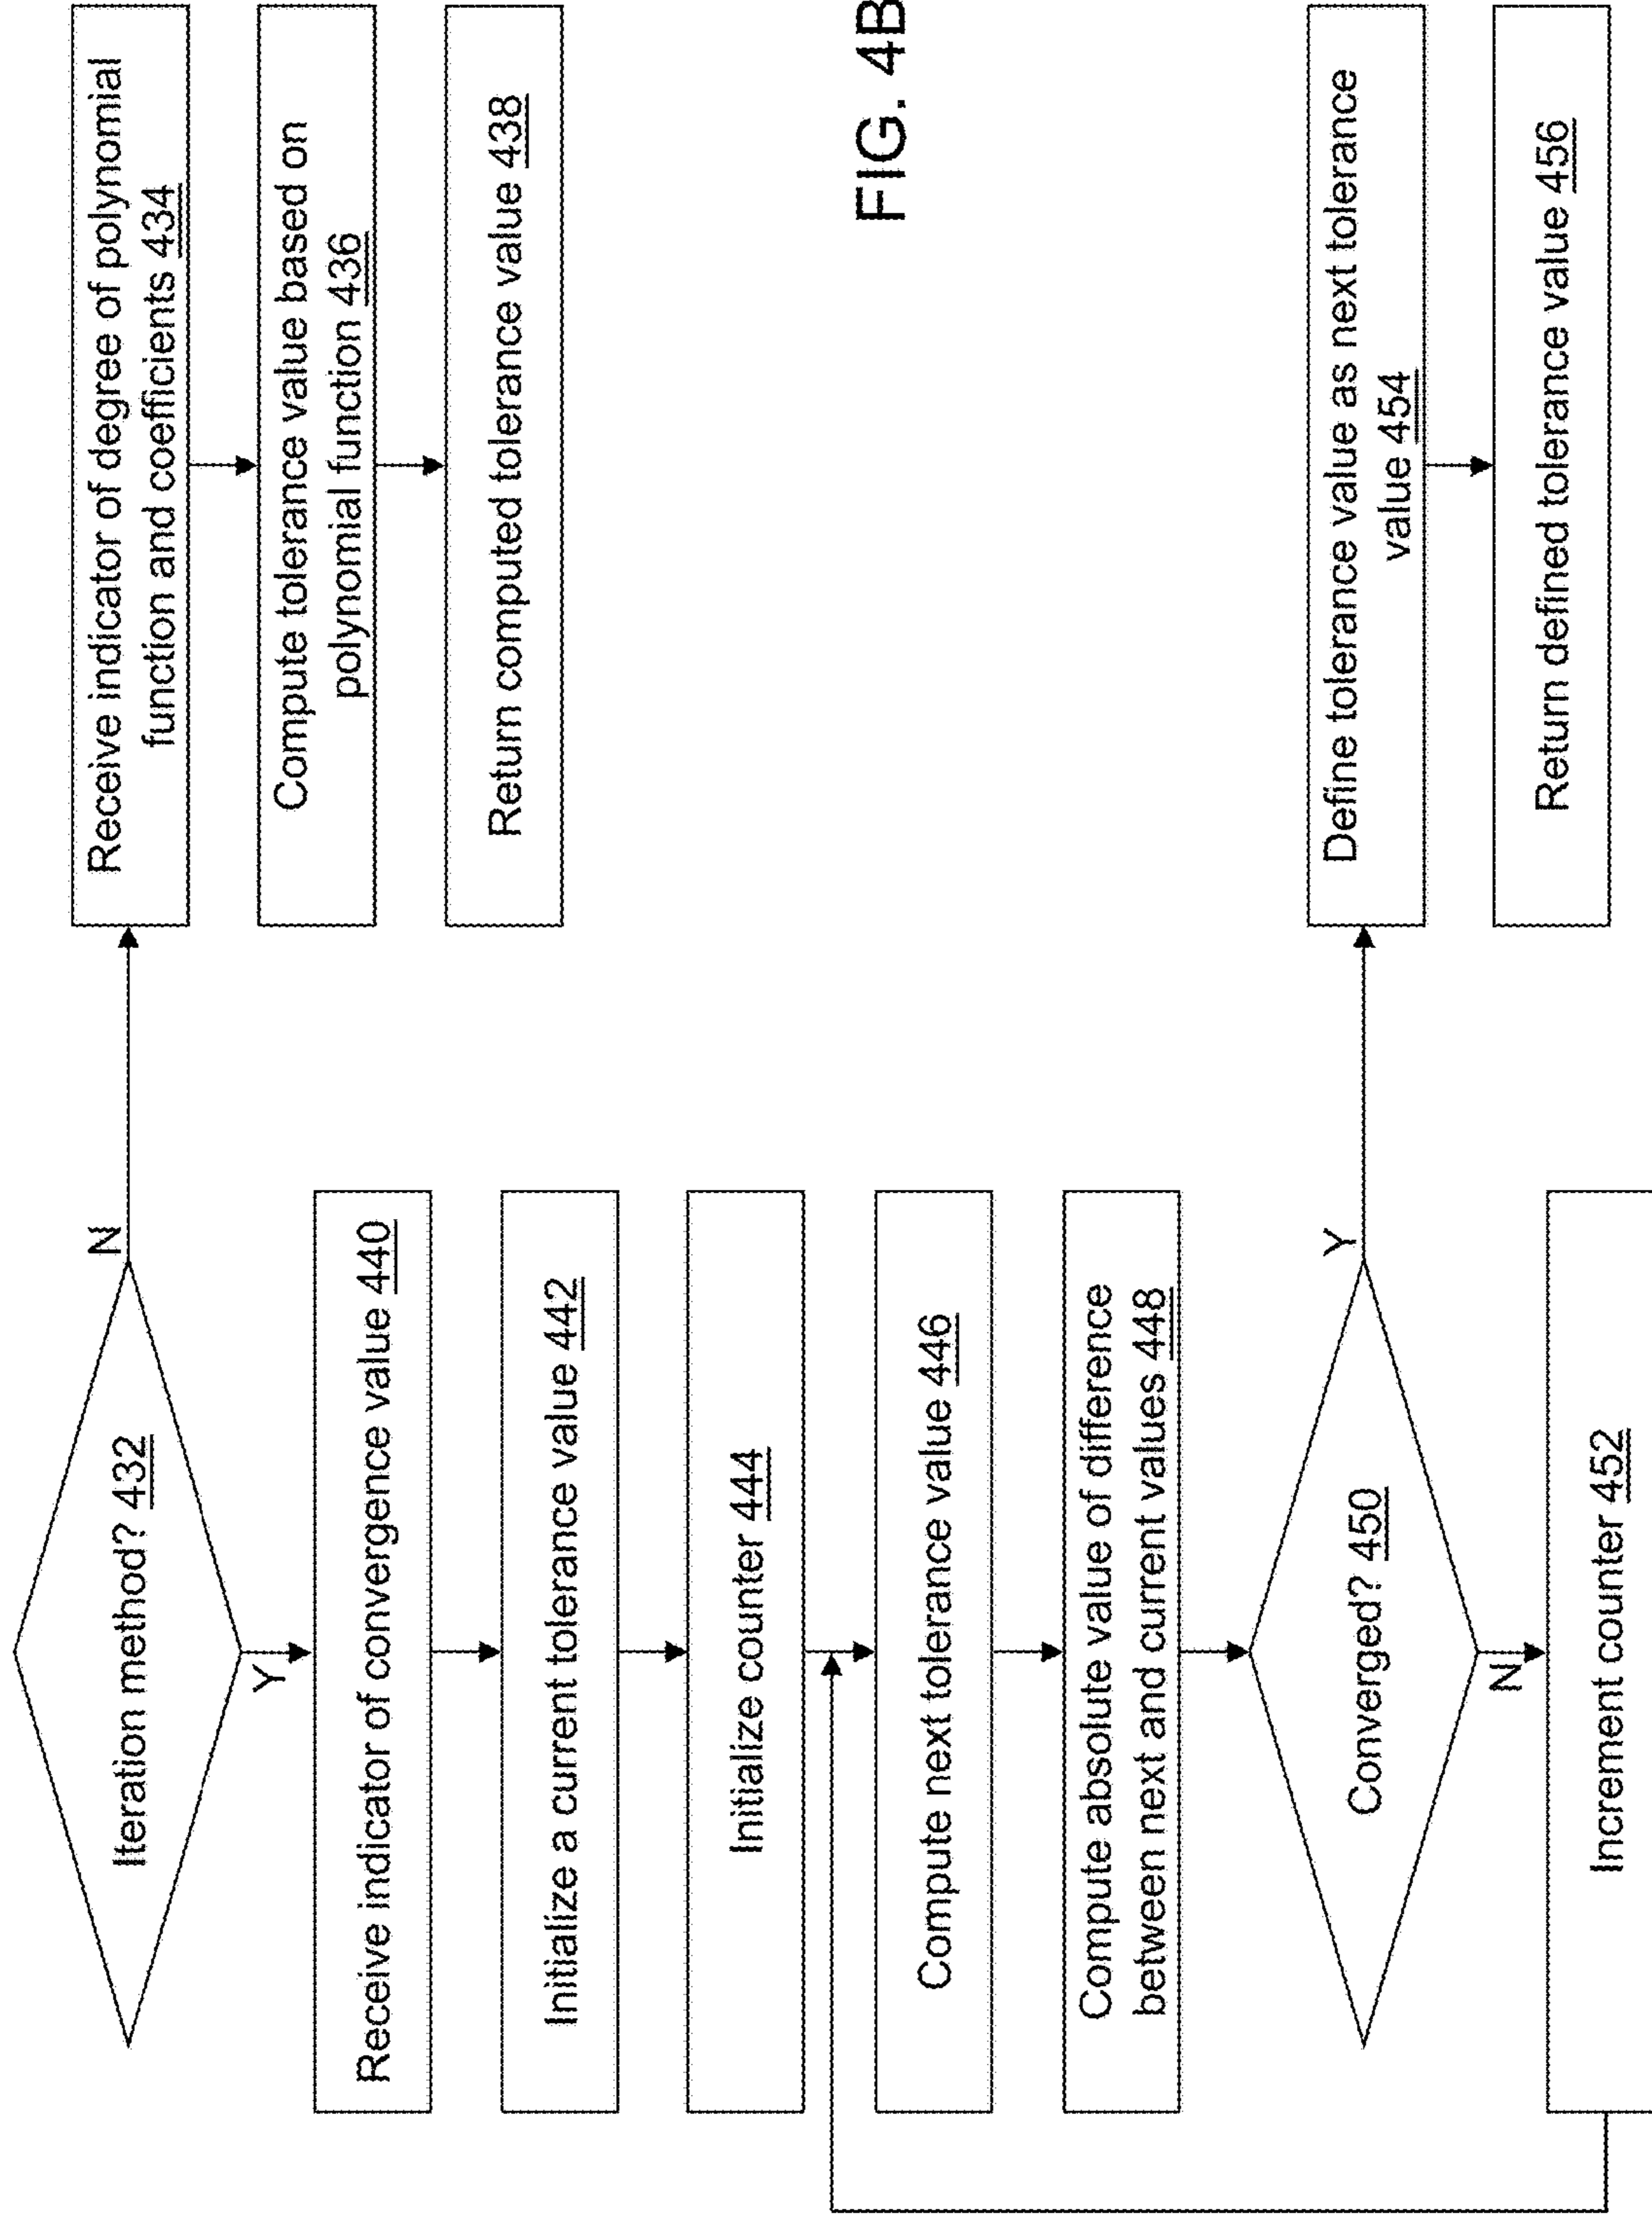 Iteration method? 432
N
Receive indicator of degree of polynomial
function and coefficients 434
Compute tolerance value based on
polynomial function 436
Return computed tolerance value 438
Y
Receive indicator of convergence value 440
Initialize a current tolerance value 442
Initialize counter 444
Compute next tolerance value 446
Compute absolute value of difference
between next and current values 448
Converged? 450
Y
Define tolerance value as next tolerance
value 454
Return defined tolerance value 456
N
Increment counter 452
FIG. 4B